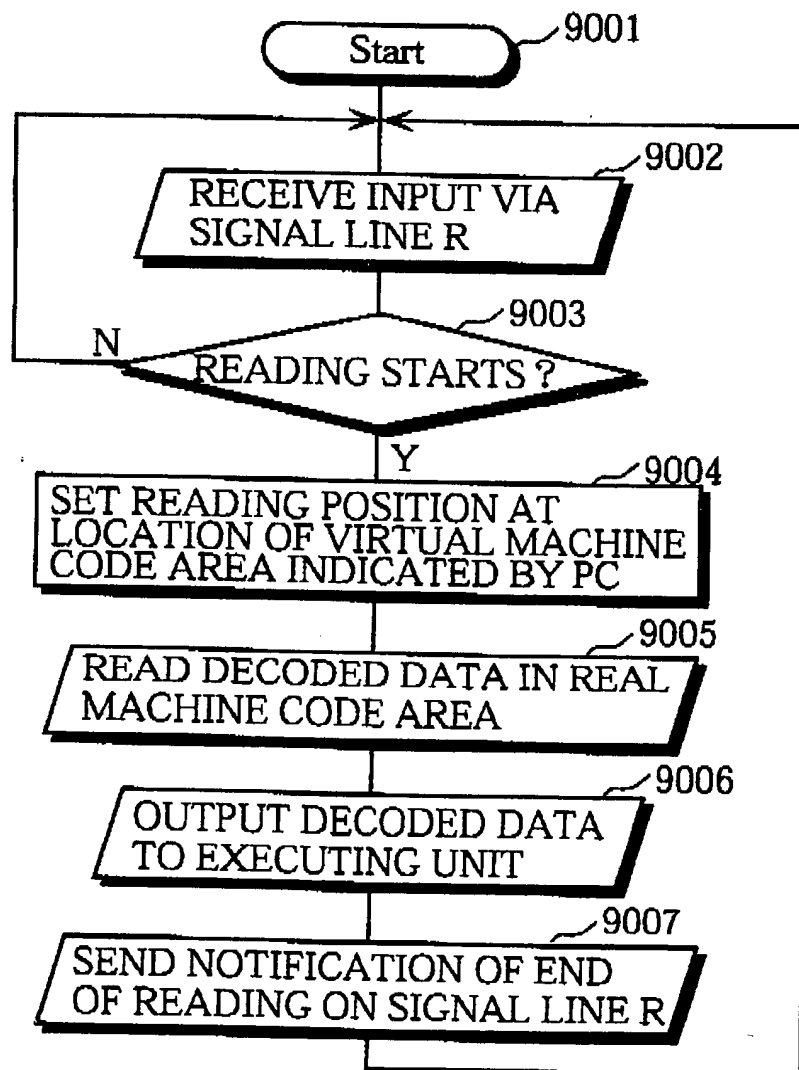 Start
9001
9002
RECEIVE INPUT VIA
SIGNAL LINE R
9003
N
READING STARTS ?
Y
9004
SET READING POSITION AT
LOCATION OF VIRTUAL MACHINE
CODE AREA INDICATED BY PC
9005
READ DECODED DATA IN REAL
MACHINE CODE AREA
9006
OUTPUT DECODED DATA
TO EXECUTING UNIT
9007
SEND NOTIFICATION OF END
OF READING ON SIGNAL LINE R